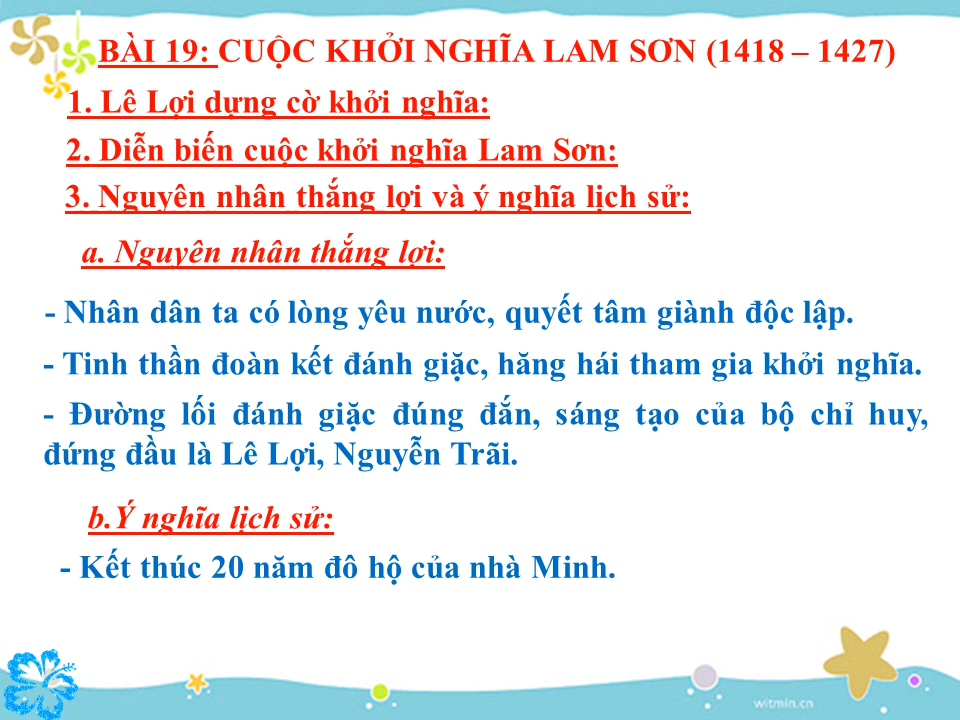 BÀI 19: CUỘC KHỞI NGHĨA LAM SƠN (1418 – 1427)
1. Lê Lợi dựng cờ khởi nghĩa:
2. Diễn biến cuộc khởi nghĩa Lam Sơn:
3. Nguyên nhân thắng lợi và ý nghĩa lịch sử:
a. Nguyên nhân thắng lợi:
- Nhân dân ta có lòng yêu nước, quyết tâm giành độc lập.
- Tinh thần đoàn kết đánh giặc, hăng hái tham gia khởi nghĩa.
- Đường lối đánh giặc đúng đắn, sáng tạo của bộ chỉ huy,
đứng đầu là Lê Lợi, Nguyễn Trãi.
b.Ý nghĩa lịch sử:
- Kết thúc 20 năm đô hộ của nhà Minh.
witmin.cn